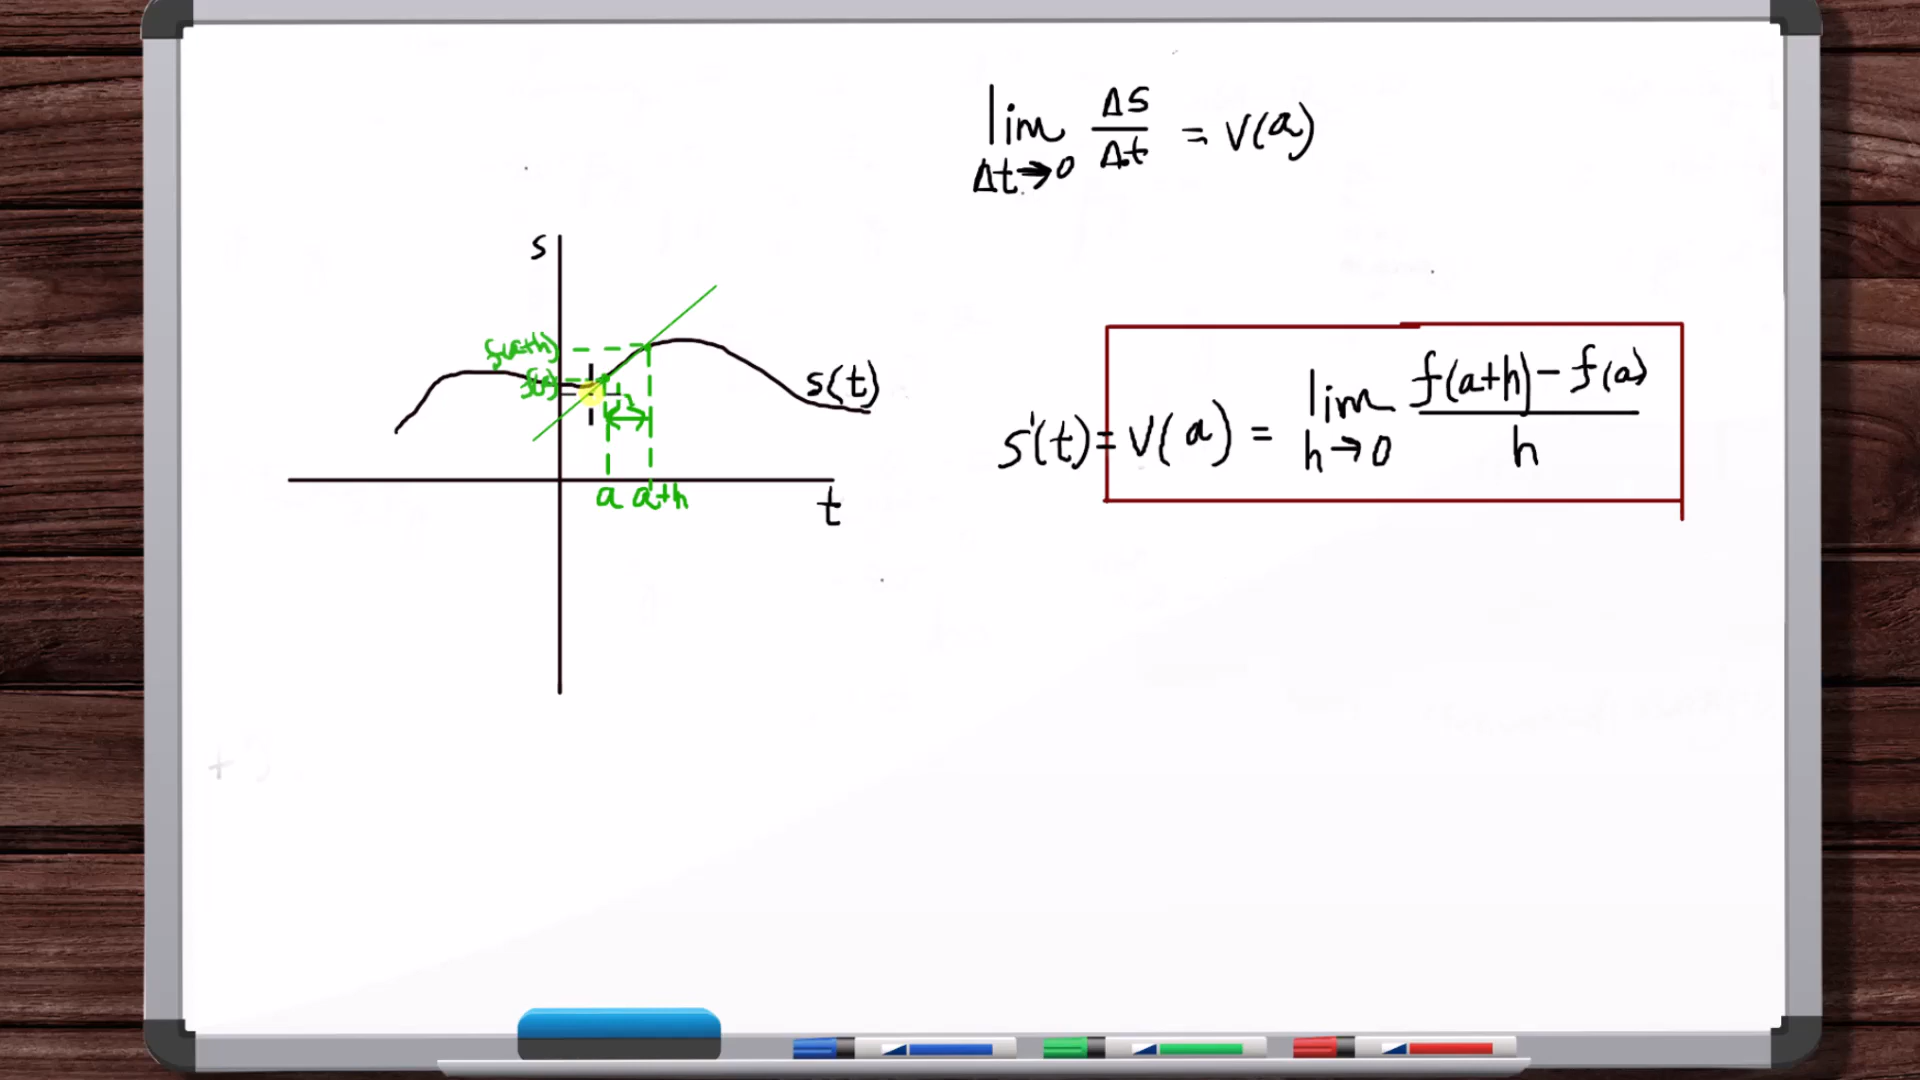 lim Δs/Δt = v(a)
Δt→0
s
f(a+h)
f(a)
h
s(t)
a a+h
t
s'(t) = v(a) = lim f(a+h) - f(a) / h
h→0